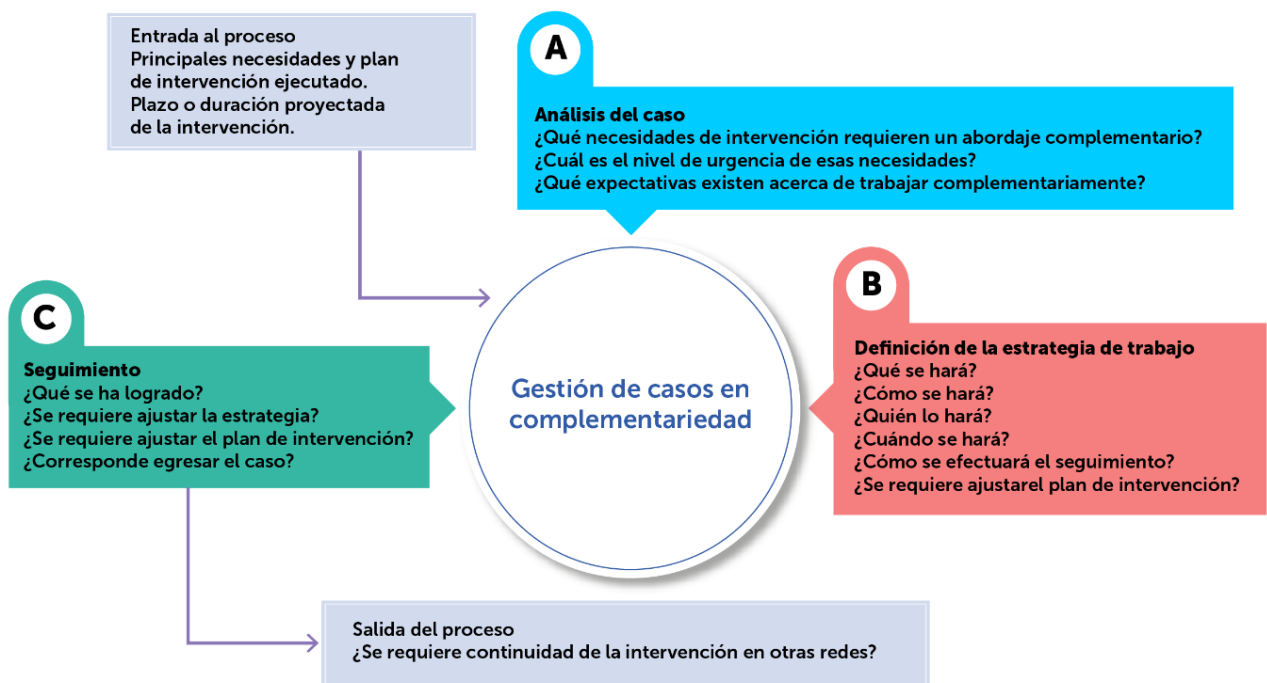 Entrada al proceso
Principales necesidades y plan
de intervención ejecutado.
Plazo o duración proyectada
de la intervención.
A
Análisis del caso
¿Qué necesidades de intervención requieren un abordaje complementario?
¿Cuál es el nivel de urgencia de esas necesidades?
¿Qué expectativas existen acerca de trabajar complementariamente?
B
Definición de la estrategia de trabajo
¿Qué se hará?
¿Cómo se hará?
¿Quién lo hará?
¿Cuándo se hará?
¿Cómo se efectuará el seguimiento?
¿Se requiere ajustarel plan de intervención?
C
Seguimiento
¿Qué se ha logrado?
¿Se requiere ajustar la estrategia?
¿Se requiere ajustar el plan de intervención?
¿Corresponde egresar el caso?
Gestión de casos en
complementariedad
Salida del proceso
¿Se requiere continuidad de la intervención en otras redes?